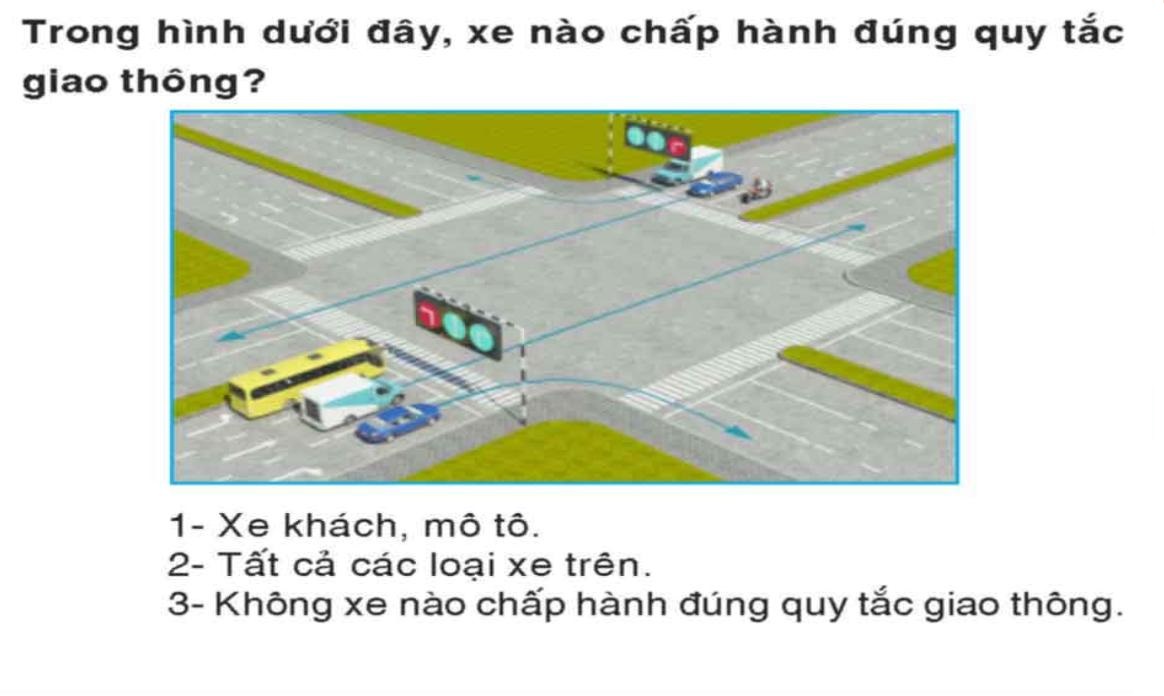 Trong hình dưới đây, xe nào chấp hành đúng quy tắc
giao thông?
1- Xe khách, mô tô.
2- Tất cả các loại xe trên.
3- Không xe nào chấp hành đúng quy tắc giao thông.